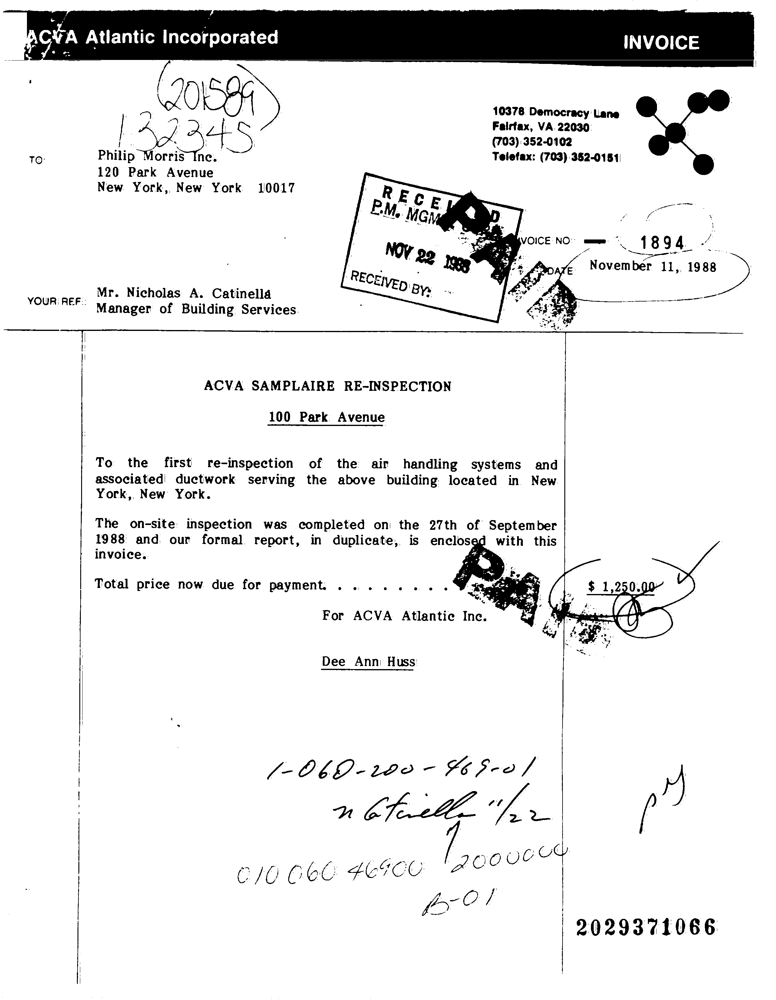 ACVA Atlantic Incorporated
INVOICE
201589
132345
10378 Democracy Lane
Fairfax, VA 22030
(703) 352-0102
Telefax: (703) 352-0151
TO:
Philip Morris Inc.
120 Park Avenue
New York, New York 10017
RECEIVED
P.M. MGM
NOV 22 1988
RECEIVED BY:
PAID
INVOICE NO
1894
DATE
November 11, 1988
YOUR REF:
Mr. Nicholas A. Catinella
Manager of Building Services
ACVA SAMPLAIRE RE-INSPECTION
100 Park Avenue
To the first re-inspection of the air handling systems and
associated ductwork serving the above building located in New
York, New York.
The on-site inspection was completed on the 27th of September
1988 and our formal report, in duplicate, is enclosed with this
invoice.
Total price now due for payment. . . . . . . . . $ 1,250.00
PAID
For ACVA Atlantic Inc.
Dee Ann Huss
1-060-200-469-01
n Catinella 11/22
PM
010 060 46900 2000000
B-01
2029371066